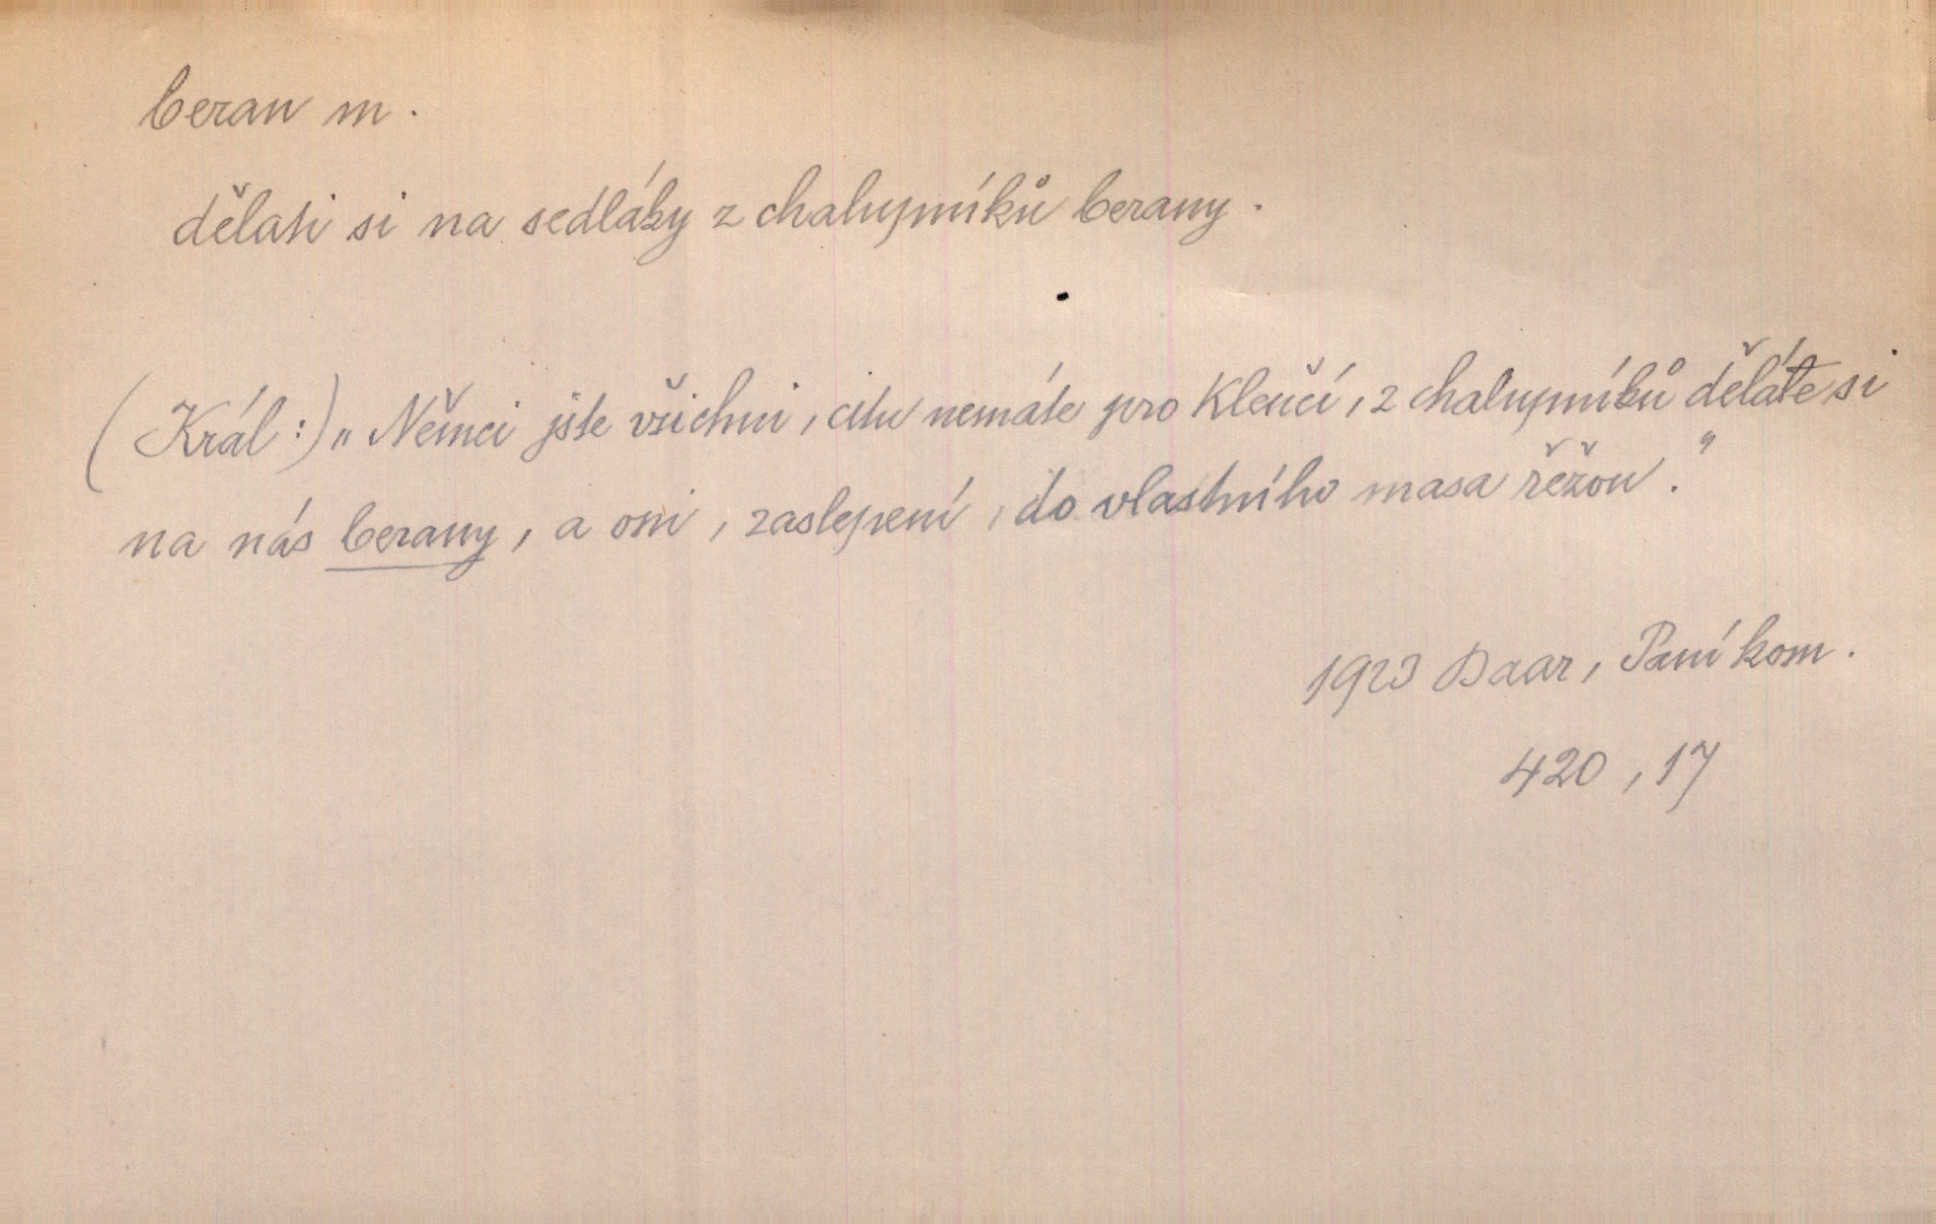 beran m.
dělati si na sedláky z chalupníků berany.
(Král:) „Němci jste všichni, citu nemáte pro Klenčí, z chalupníků děláte si
na nás berany, a oni, zaslepení, do vlastního masa řežou."
1923 Baar, Paní kom.
420, 17